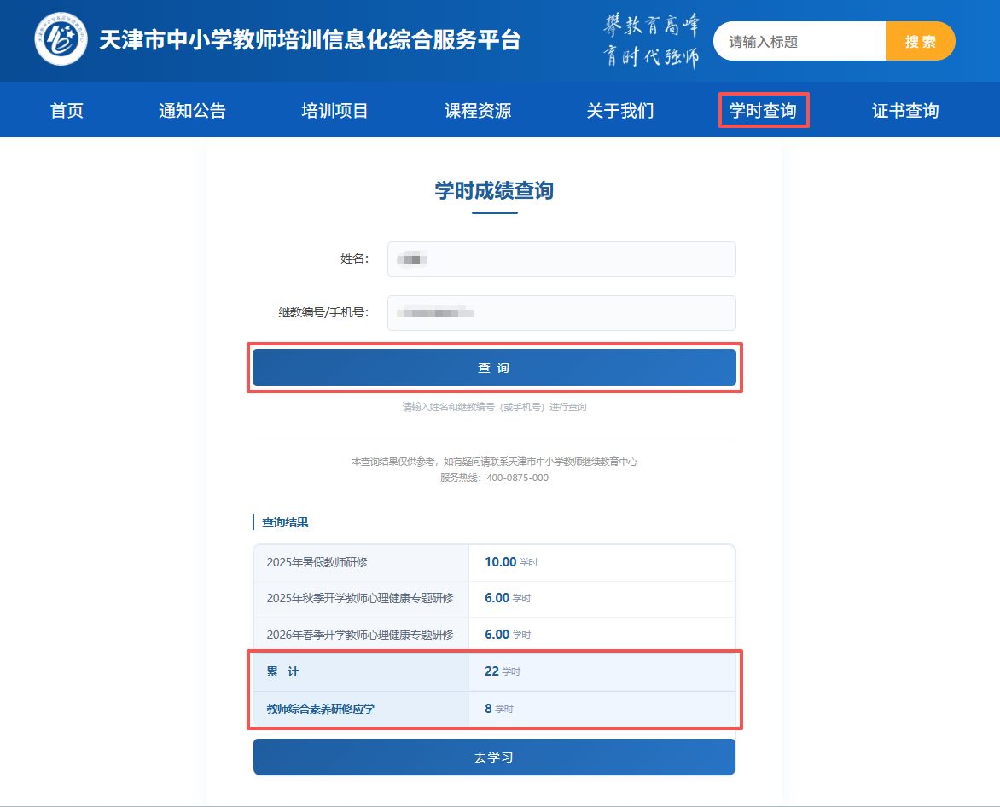 天津市中小学教师培训信息化综合服务平台
攀教育高峰
育时代强师
请输入标题
搜索
首页
通知公告
培训项目
课程资源
关于我们
学时查询
证书查询
学时成绩查询
姓名：
继教编号/手机号：
查 询
请输入姓名和继教编号（或手机号）进行查询
本查询结果仅供参考，如有疑问请联系天津市中小学教师继续教育中心
服务热线：400-0875-000
查询结果
2025年暑假教师研修 10.00 学时
2025年秋季开学教师心理健康专题研修 6.00 学时
2026年春季开学教师心理健康专题研修 6.00 学时
累 计 22 学时
教师综合素养研修应学 8 学时
去学习